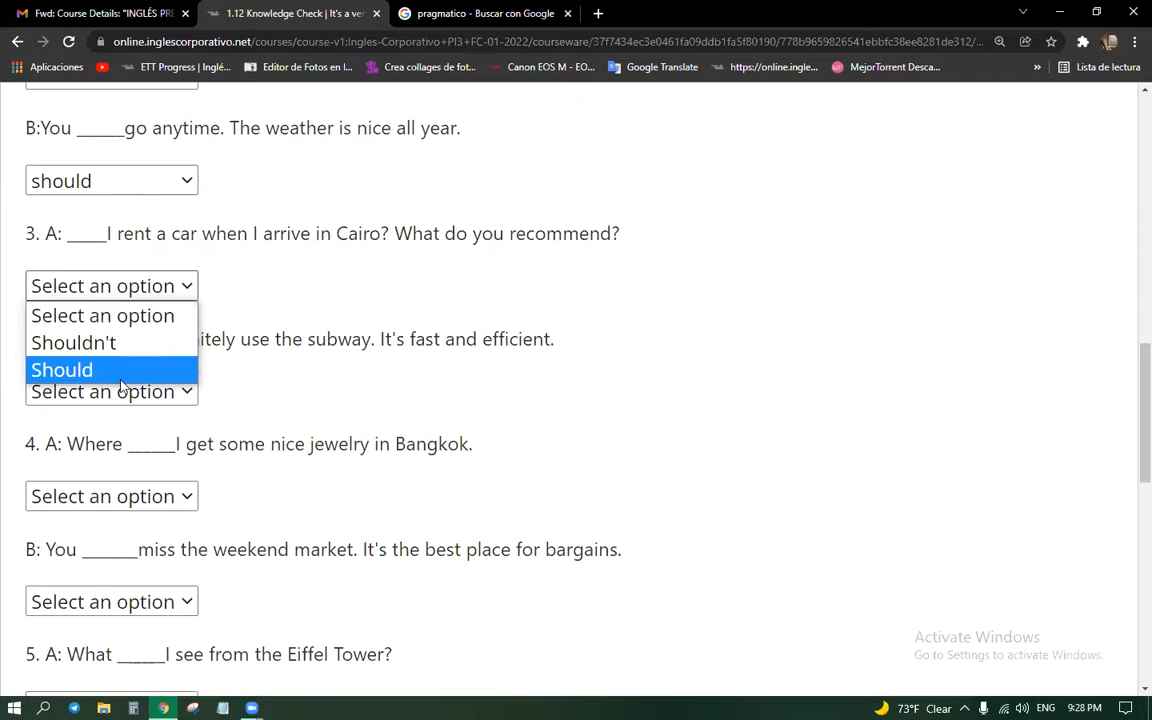 Fwd: Course Details: "INGLÉS PRE
1.12 Knowledge Check | It's a ver
pragmatico - Buscar con Google
online.inglescorporativo.net/courses/course-v1:Ingles-Corporativo+PI3+FC-01-2022/courseware/37f7434ec3e0461fa09ddb1fa5f80190/778b9659826541ebbfc38ee8281de312/...
Aplicaciones
ETT Progress | Inglé...
Editor de Fotos en l...
Crea collages de fot...
Canon EOS M - EO...
Google Translate
https://online.ingle...
MejorTorrent Desca...
»
Lista de lectura
B:You ______go anytime. The weather is nice all year.
should
3. A: _____I rent a car when I arrive in Cairo? What do you recommend?
Select an option
Select an option
Shouldn't
itely use the subway. It's fast and efficient.
Should
Select an option
4. A: Where ______I get some nice jewelry in Bangkok.
Select an option
B: You _______miss the weekend market. It's the best place for bargains.
Select an option
Activate Windows
Go to Settings to activate Windows.
5. A: What ______I see from the Eiffel Tower?
73°F Clear
ENG
9:28 PM